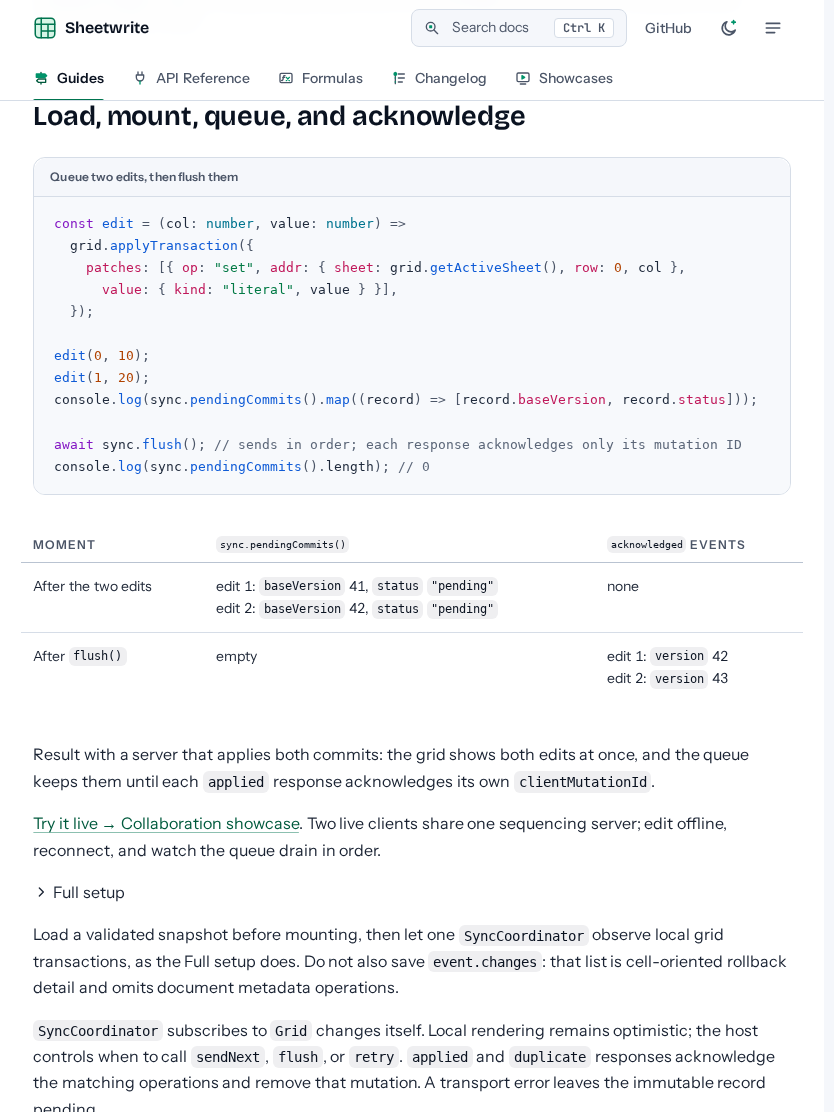 Sheetwrite
Search docs
Ctrl K
GitHub
Guides
API Reference
Formulas
Changelog
Showcases
Load, mount, queue, and acknowledge
Queue two edits, then flush them
const edit = (col: number, value: number) =>
  grid.applyTransaction({
    patches: [{ op: "set", addr: { sheet: grid.getActiveSheet(), row: 0, col },
      value: { kind: "literal", value } }],
  });
edit(0, 10);
edit(1, 20);
console.log(sync.pendingCommits().map((record) => [record.baseVersion, record.status]));
await sync.flush(); // sends in order; each response acknowledges only its mutation ID
console.log(sync.pendingCommits().length); // 0
MOMENT sync.pendingCommits() acknowledged EVENTS
After the two edits edit 1: baseVersion 41, status "pending" none
edit 2: baseVersion 42, status "pending"
After flush() empty edit 1: version 42
edit 2: version 43
Result with a server that applies both commits: the grid shows both edits at once, and the queue
keeps them until each applied response acknowledges its own clientMutationId.
Try it live → Collaboration showcase. Two live clients share one sequencing server; edit offline,
reconnect, and watch the queue drain in order.
Full setup
Load a validated snapshot before mounting, then let one SyncCoordinator observe local grid
transactions, as the Full setup does. Do not also save event.changes: that list is cell-oriented rollback
detail and omits document metadata operations.
SyncCoordinator subscribes to Grid changes itself. Local rendering remains optimistic; the host
controls when to call sendNext, flush, or retry. applied and duplicate responses acknowledge
the matching operations and remove that mutation. A transport error leaves the immutable record
pending.